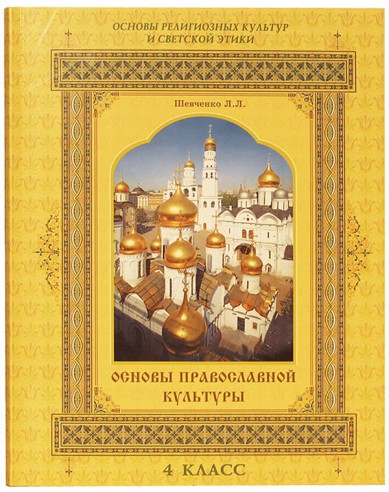 ОСНОВЫ РЕЛИГИОЗНЫХ КУЛЬТУР
И СВЕТСКОЙ ЭТИКИ
Шевченко Л.Л.
ОСНОВЫ ПРАВОСЛАВНОЙ
КУЛЬТУРЫ
4 КЛАСС